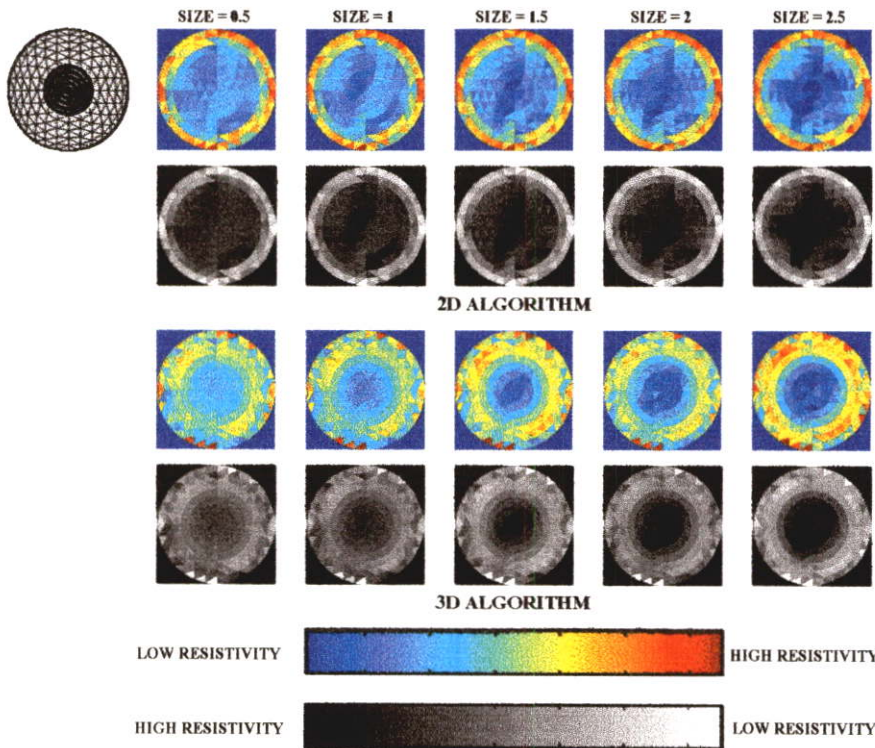 SIZE = 0.5 SIZE = 1 SIZE = 1.5 SIZE = 2 SIZE = 2.5
2D ALGORITHM
3D ALGORITHM
LOW RESISTIVITY HIGH RESISTIVITY
HIGH RESISTIVITY LOW RESISTIVITY